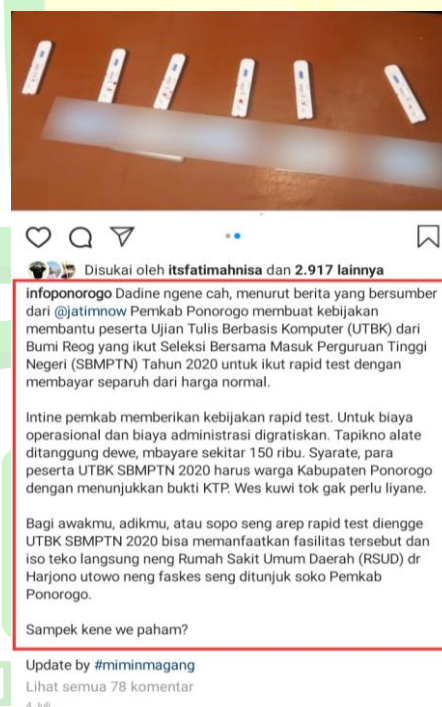 Disukai oleh itsfatimahnisa dan 2.917 lainnya
infoponorogo Dadine ngene cah, menurut berita yang bersumber
dari @jatimnow Pemkab Ponorogo membuat kebijakan
membantu peserta Ujian Tulis Berbasis Komputer (UTBK) dari
Bumi Reog yang ikut Seleksi Bersama Masuk Perguruan Tinggi
Negeri (SBMPTN) Tahun 2020 untuk ikut rapid test dengan
membayar separuh dari harga normal.
Intine pemkab memberikan kebijakan rapid test. Untuk biaya
operasional dan biaya administrasi digratiskan. Tapikno alate
ditanggung dewe, mbayare sekitar 150 ribu. Syarate, para
peserta UTBK SBMPTN 2020 harus warga Kabupaten Ponorogo
dengan menunjukkan bukti KTP. Wes kuwi tok gak perlu liyane.
Bagi awakmu, adikmu, atau sopo seng arep rapid test diengge
UTBK SBMPTN 2020 bisa memanfaatkan fasilitas tersebut dan
iso teko langsung neng Rumah Sakit Umum Daerah (RSUD) dr
Harjono utowo neng faskes seng ditunjuk soko Pemkab
Ponorogo.
Sampek kene we paham?
Update by #miminmagang
Lihat semua 78 komentar
4 Juli